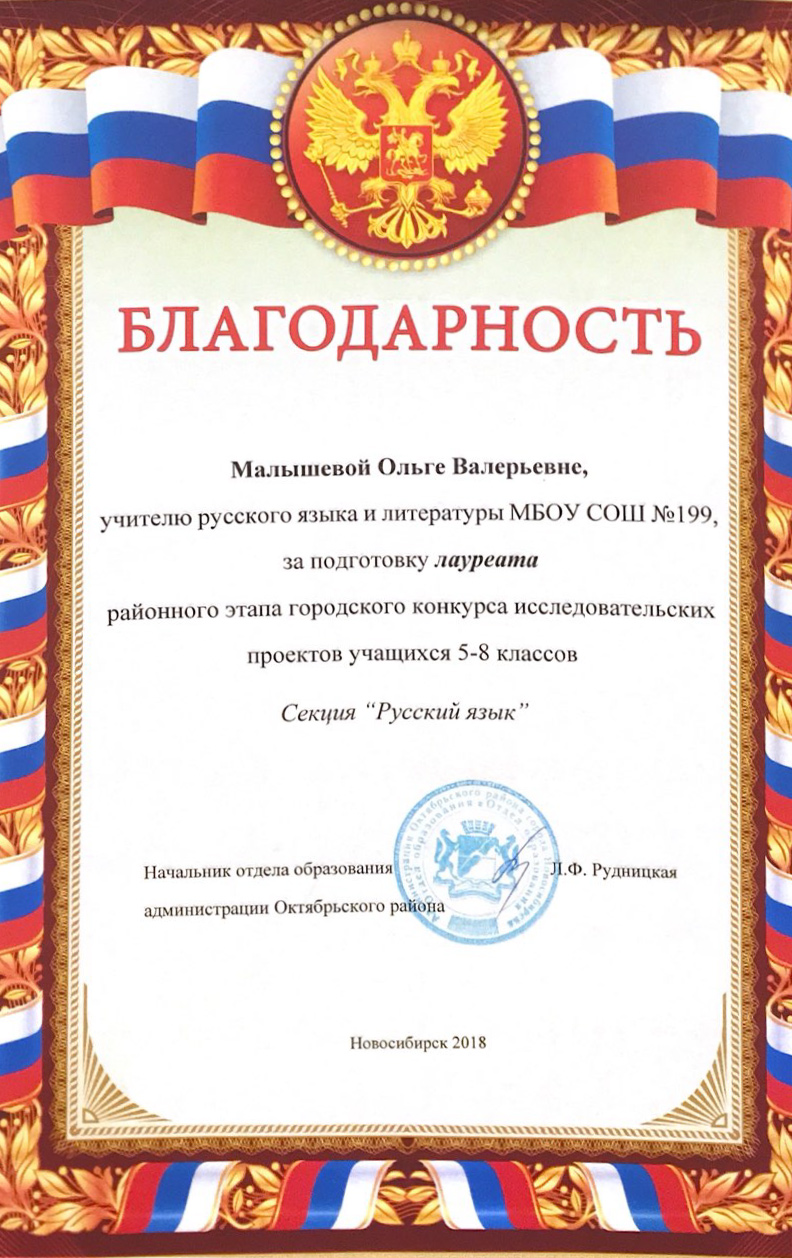 БЛАГОДАРНОСТЬ
Малышевой Ольге Валерьевне,
учителю русского языка и литературы МБОУ СОШ №199,
за подготовку лауреата
районного этапа городского конкурса исследовательских
проектов учащихся 5-8 классов
Секция “Русский язык”
Начальник отдела образования Л.Ф. Рудницкая
администрации Октябрьского района
Новосибирск 2018